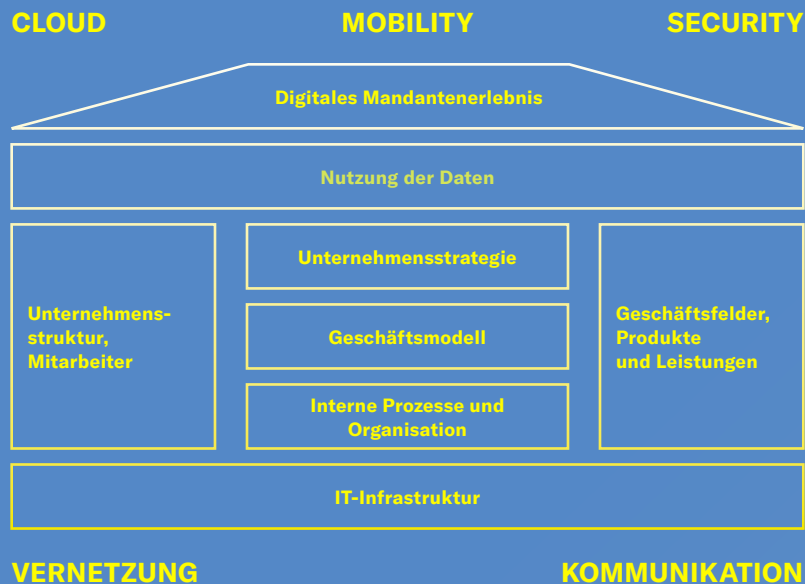 CLOUD MOBILITY SECURITY
Digitales Mandantenerlebnis
Nutzung der Daten
Unternehmens-
struktur,
Mitarbeiter
Unternehmensstrategie
Geschäftsmodell
Interne Prozesse und
Organisation
Geschäftsfelder,
Produkte
und Leistungen
IT-Infrastruktur
VERNETZUNG KOMMUNIKATION